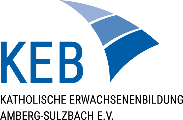 KEB
KATHOLISCHE ERWACHSENENBILDUNG
AMBERG-SULZBACH E.V.